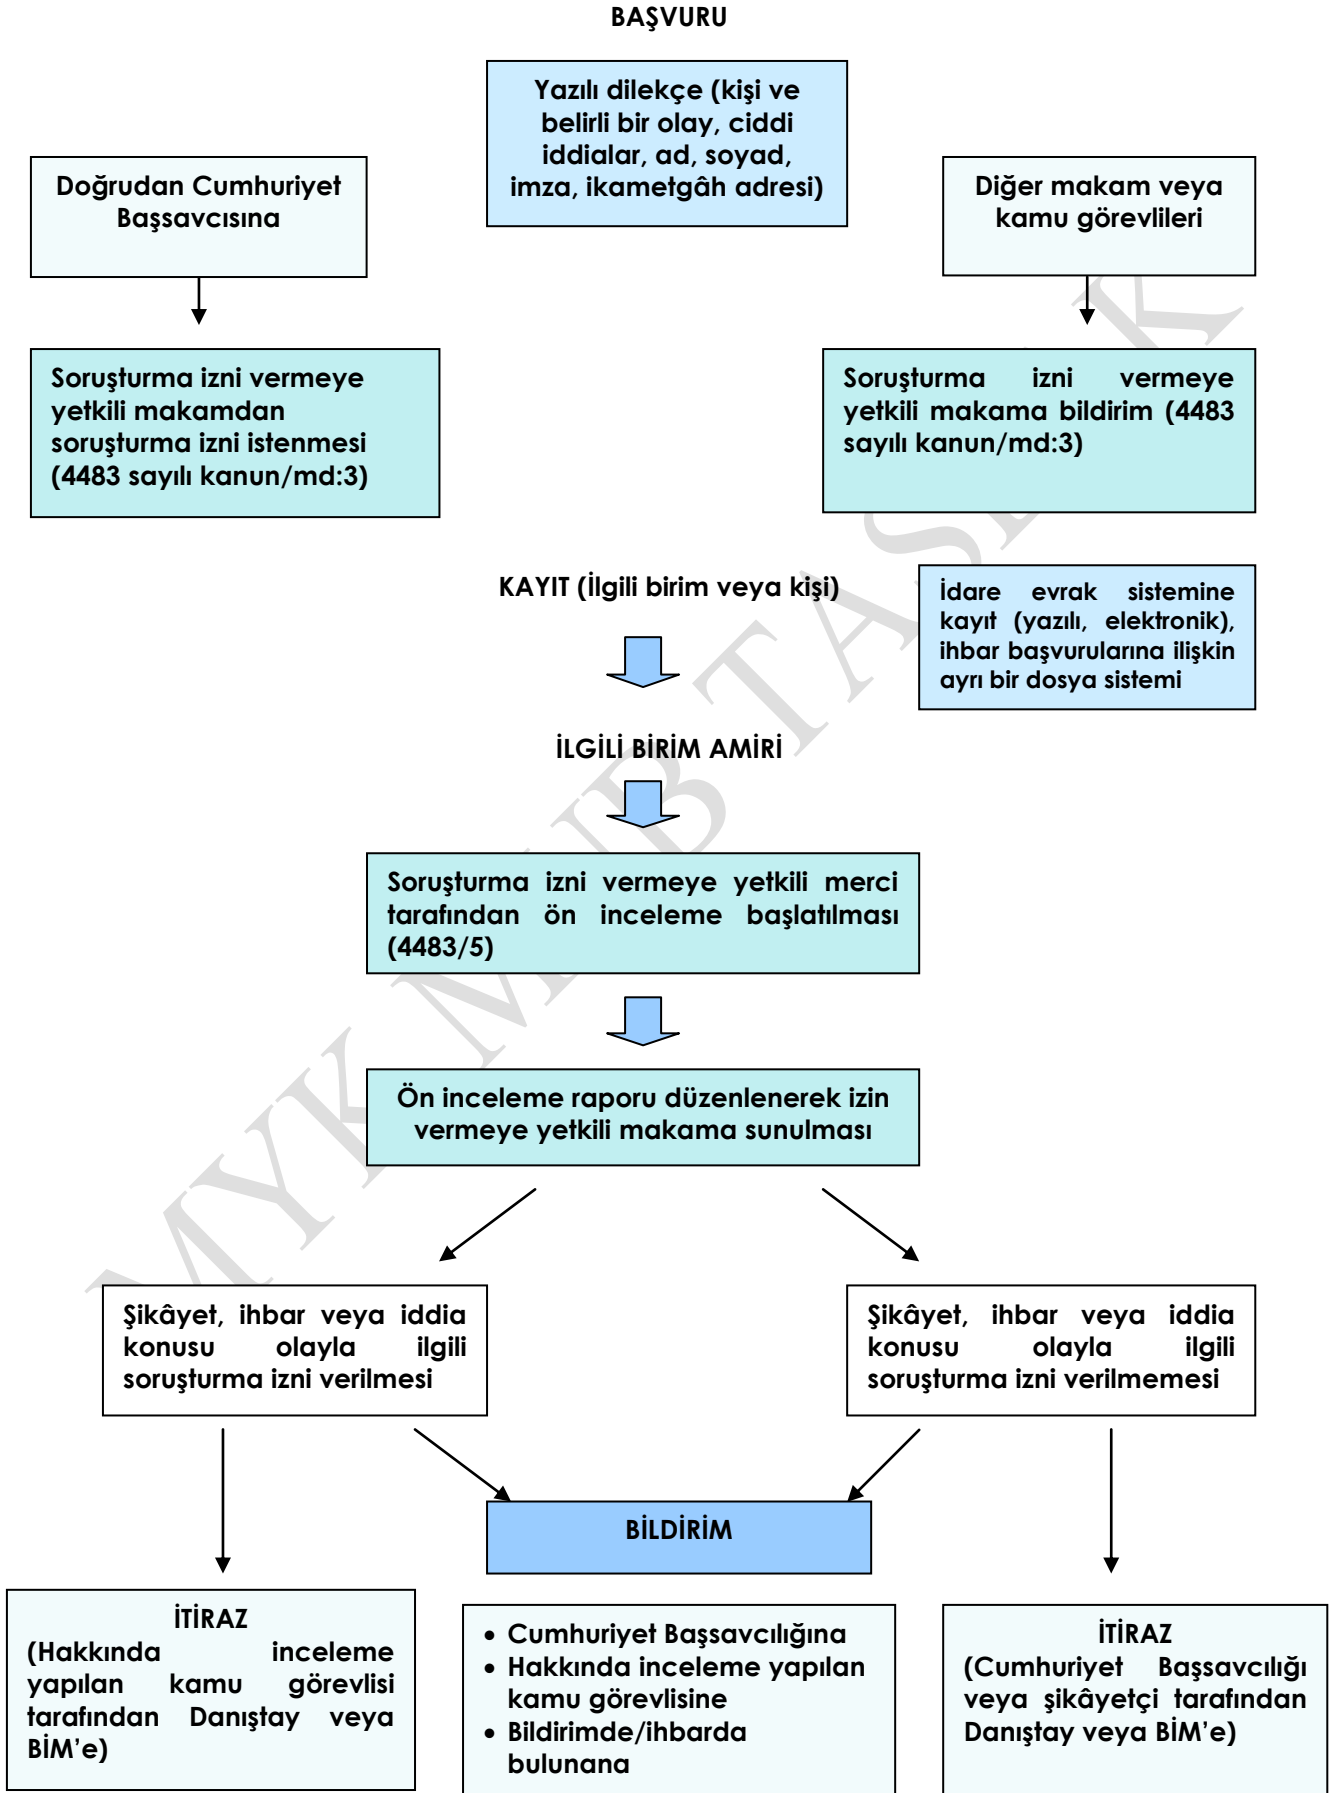 BAŞVURU
Yazılı dilekçe (kişi ve
belirli bir olay, ciddi
iddialar, ad, soyad,
imza, ikametgâh adresi)
Doğrudan Cumhuriyet
Başsavcısına
Diğer makam veya
kamu görevlileri
Soruşturma izni vermeye
yetkili makamdan
soruşturma izni istenmesi
(4483 sayılı kanun/md:3)
Soruşturma izni vermeye
yetkili makama bildirim (4483
sayılı kanun/md:3)
KAYIT (İlgili birim veya kişi)
İdare evrak sistemine
kayıt (yazılı, elektronik),
ihbar başvurularına ilişkin
ayrı bir dosya sistemi
İLGİLİ BİRİM AMİRİ
Soruşturma izni vermeye yetkili merci
tarafından ön inceleme başlatılması
(4483/5)
Ön inceleme raporu düzenlenerek izin
vermeye yetkili makama sunulması
Şikâyet, ihbar veya iddia
konusu olayla ilgili
soruşturma izni verilmesi
Şikâyet, ihbar veya iddia
konusu olayla ilgili
soruşturma izni verilmemesi
BİLDİRİM
İTİRAZ
(Hakkında inceleme
yapılan kamu görevlisi
tarafından Danıştay veya
BİM’e)
• Cumhuriyet Başsavcılığına
• Hakkında inceleme yapılan
kamu görevlisine
• Bildirimde/ihbarda
bulunana
İTİRAZ
(Cumhuriyet Başsavcılığı
veya şikâyetçi tarafından
Danıştay veya BİM’e)
MYK MUB TASLAK